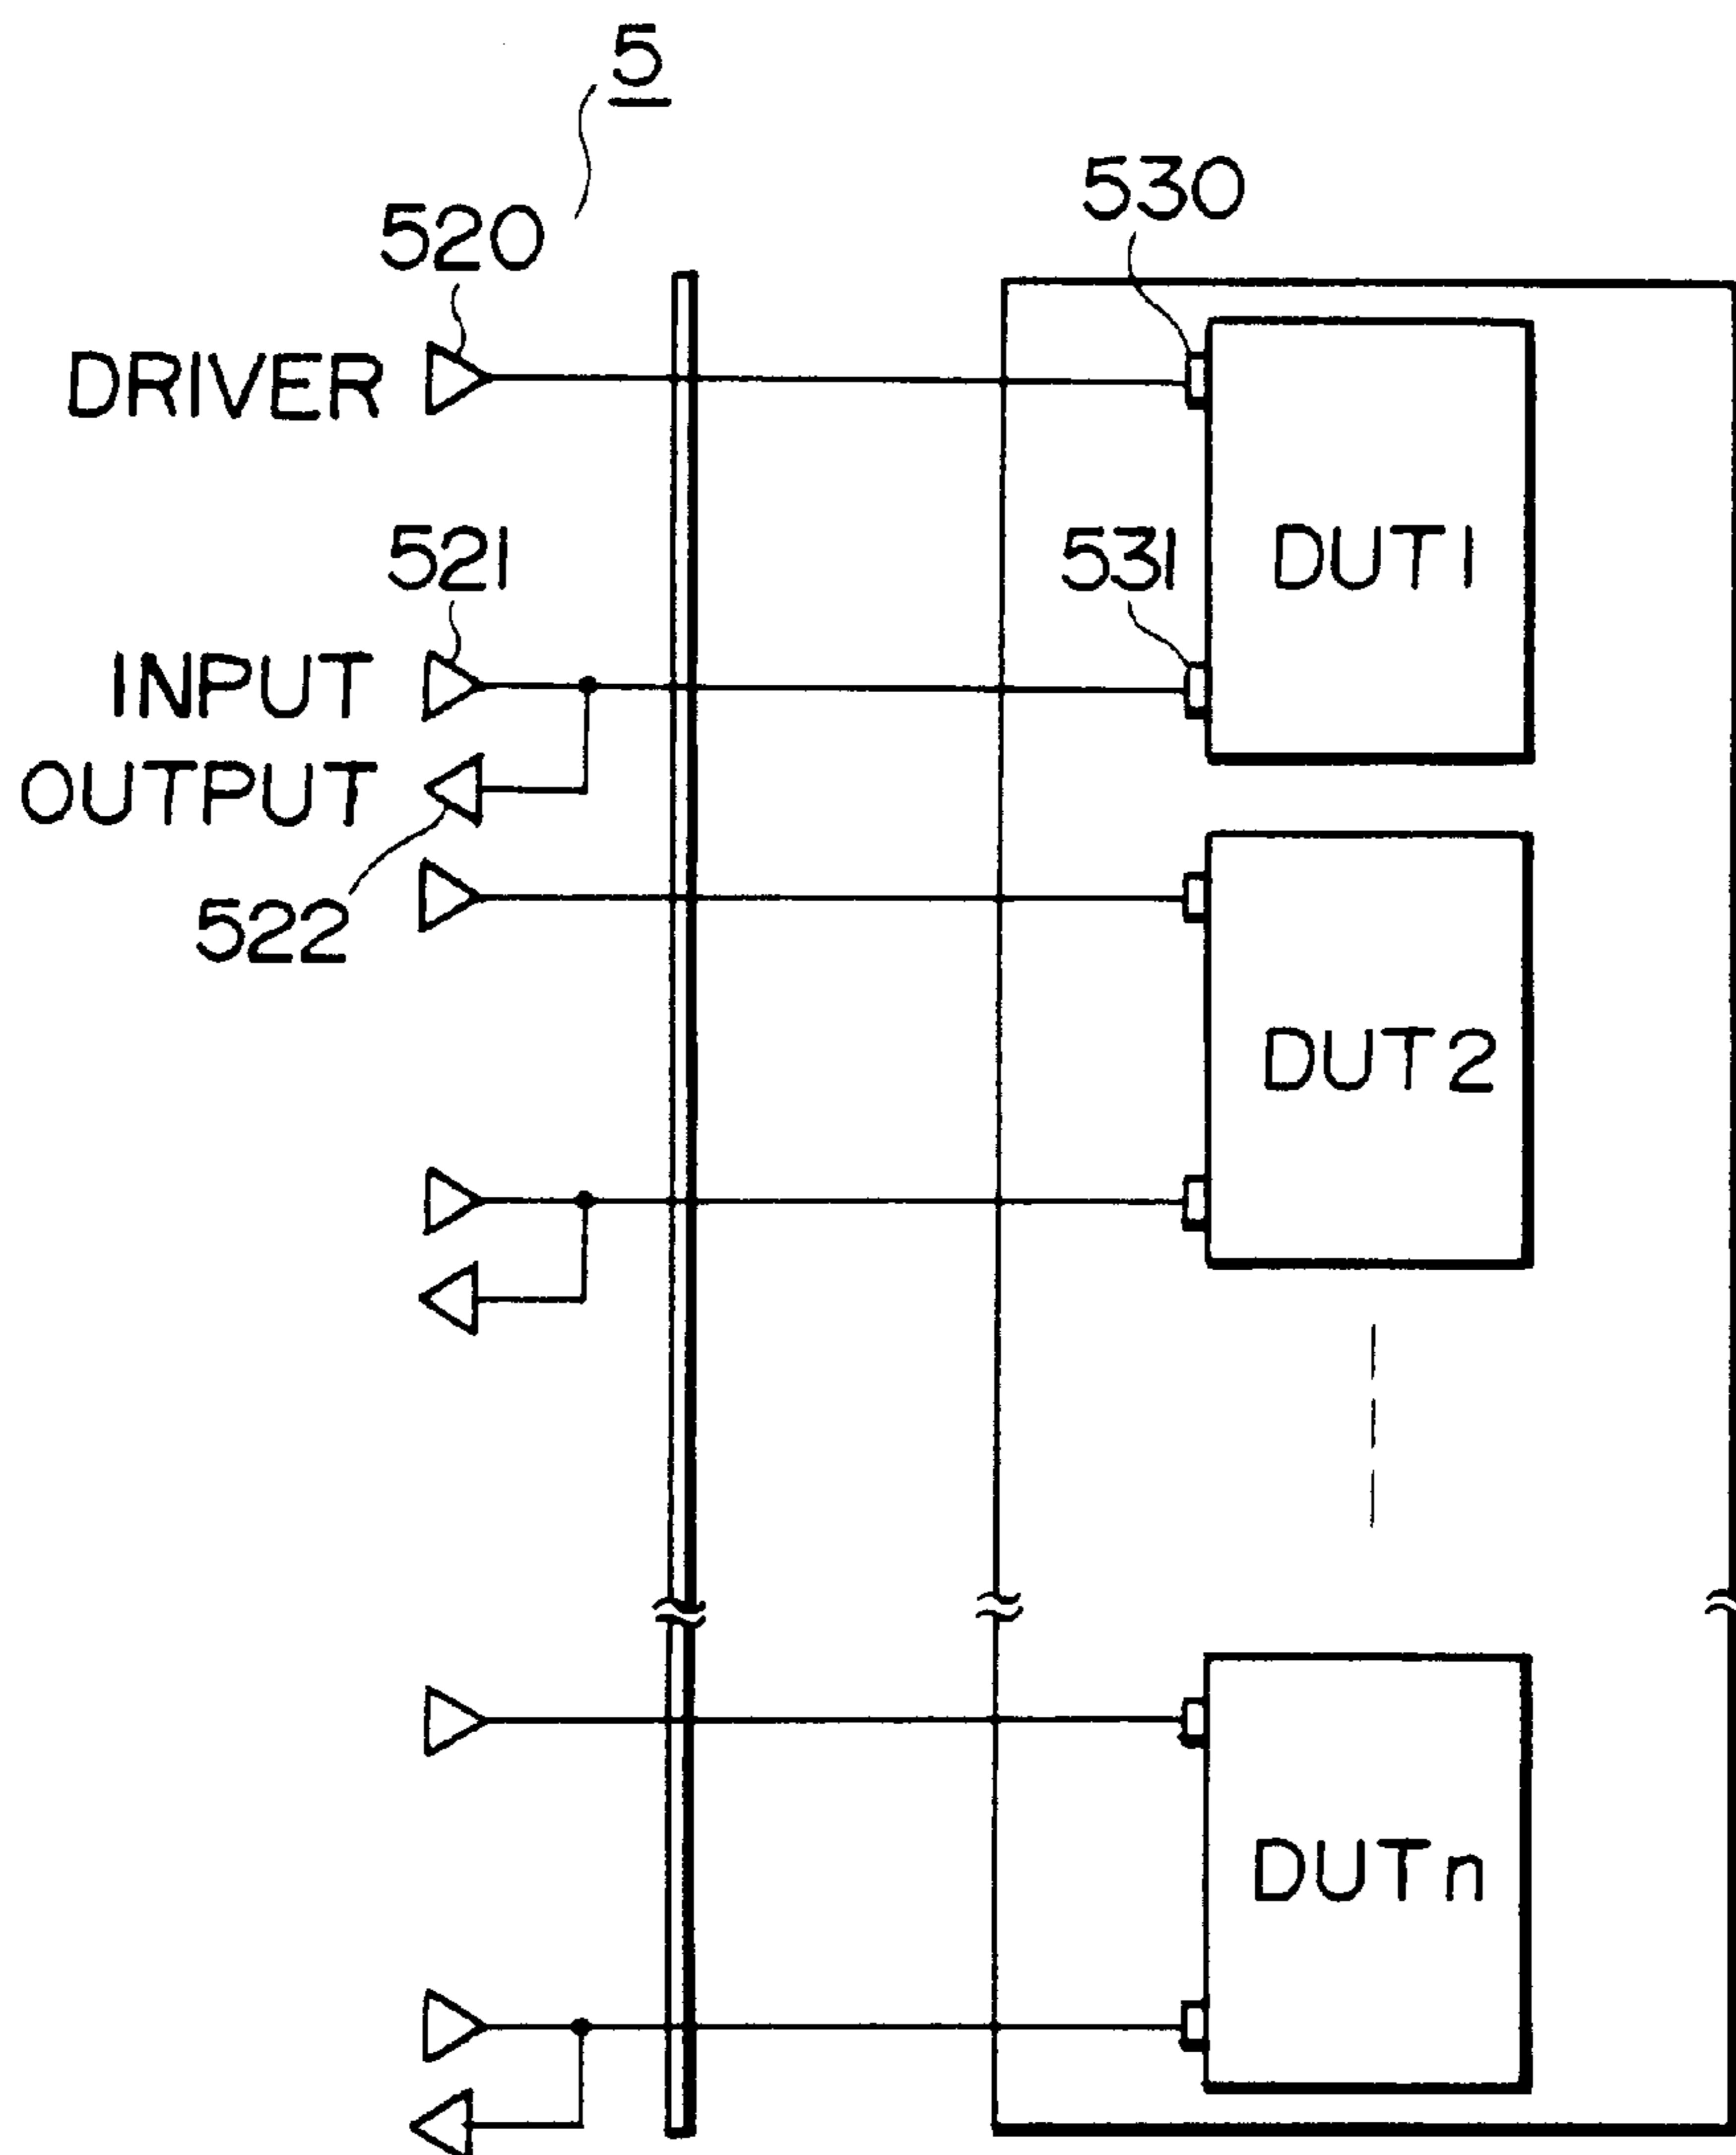 5
520
530
DRIVER
521
531
DUT1
INPUT
OUTPUT
522
DUT2
DUTn